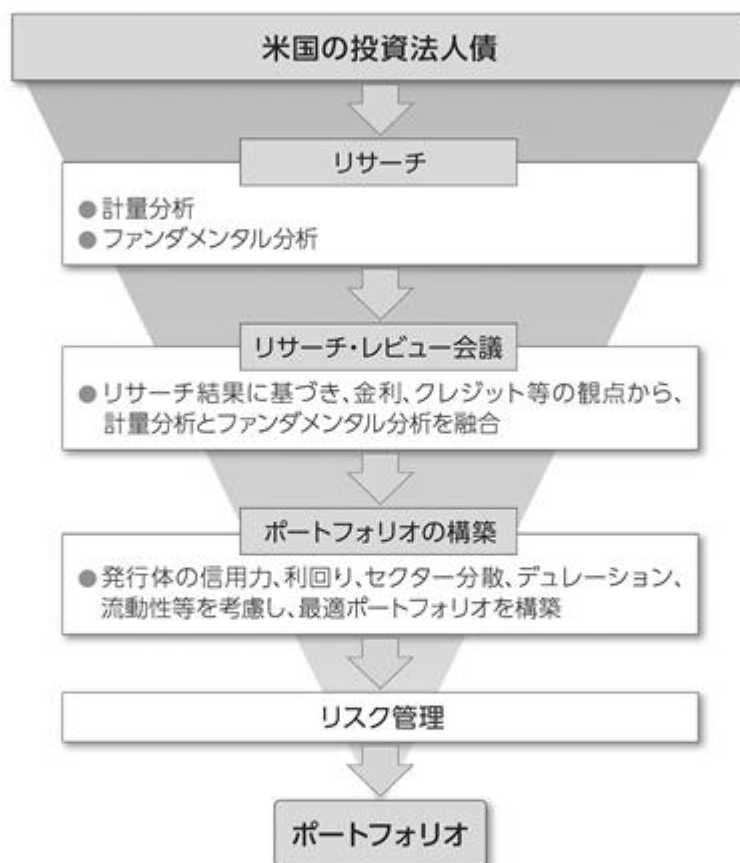 米国の投資法人債
リサーチ
●計量分析
●ファンダメンタル分析
リサーチ・レビュー会議
●リサーチ結果に基づき、金利、クレジット等の観点から、
計量分析とファンダメンタル分析を融合
ポートフォリオの構築
●発行体の信用力、利回り、セクター分散、デュレーション、
流動性等を考慮し、最適ポートフォリオを構築
リスク管理
ポートフォリオ